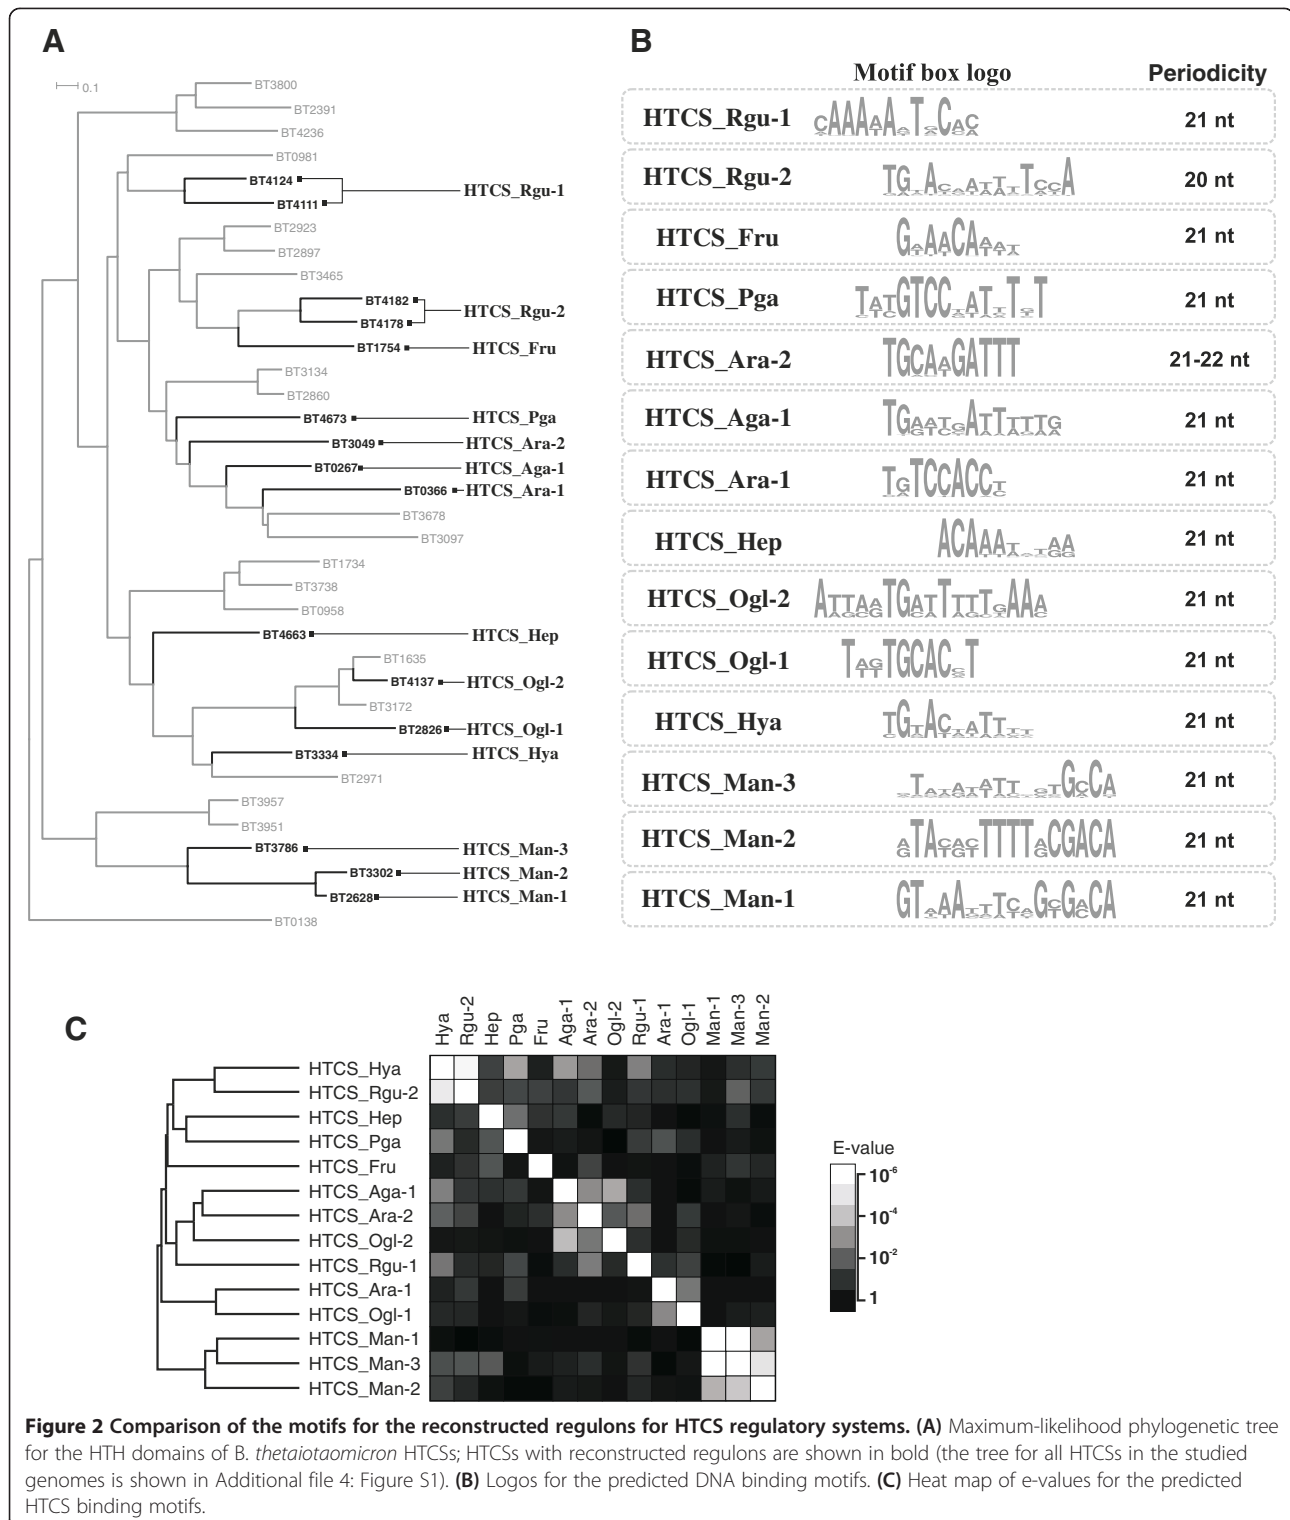 A
0.1
BT3800
BT2391
BT4236
BT0981
BT4124
BT4111
HTCS_Rgu-1
BT2923
BT2897
BT3465
BT4182
BT4178
HTCS_Rgu-2
BT1754
HTCS_Fru
BT3134
BT2860
BT4673
HTCS_Pga
BT3049
HTCS_Ara-2
BT0267
HTCS_Aga-1
BT0366
HTCS_Ara-1
BT3678
BT3097
BT1734
BT3738
BT0958
BT4663
HTCS_Hep
BT1635
BT4137
HTCS_Ogl-2
BT3172
BT2826
HTCS_Ogl-1
BT3334
HTCS_Hya
BT2971
BT3957
BT3951
BT3786
HTCS_Man-3
BT3302
HTCS_Man-2
BT2628
HTCS_Man-1
BT0138
B
Motif box logo Periodicity
HTCS_Rgu-1 21 nt
HTCS_Rgu-2 20 nt
HTCS_Fru 21 nt
HTCS_Pga 21 nt
HTCS_Ara-2 TGCAAGATTT 21-22 nt
HTCS_Aga-1 21 nt
HTCS_Ara-1 TGTCCACCT 21 nt
HTCS_Hep 21 nt
HTCS_Ogl-2 21 nt
HTCS_Ogl-1 21 nt
HTCS_Hya 21 nt
HTCS_Man-3 21 nt
HTCS_Man-2 21 nt
HTCS_Man-1 21 nt
C
Hya Rgu-2 Hep Pga Fru Aga-1 Ara-2 Ogl-2 Rgu-1 Ara-1 Ogl-1 Man-1 Man-3 Man-2
HTCS_Hya
HTCS_Rgu-2
HTCS_Hep
HTCS_Pga
HTCS_Fru
HTCS_Aga-1
HTCS_Ara-2
HTCS_Ogl-2
HTCS_Rgu-1
HTCS_Ara-1
HTCS_Ogl-1
HTCS_Man-1
HTCS_Man-3
HTCS_Man-2
E-value
10⁻⁶
10⁻⁴
10⁻²
1
Figure 2 Comparison of the motifs for the reconstructed regulons for HTCS regulatory systems. (A) Maximum-likelihood phylogenetic tree
for the HTH domains of B. thetaiotaomicron HTCSs; HTCSs with reconstructed regulons are shown in bold (the tree for all HTCSs in the studied
genomes is shown in Additional file 4: Figure S1). (B) Logos for the predicted DNA binding motifs. (C) Heat map of e-values for the predicted
HTCS binding motifs.